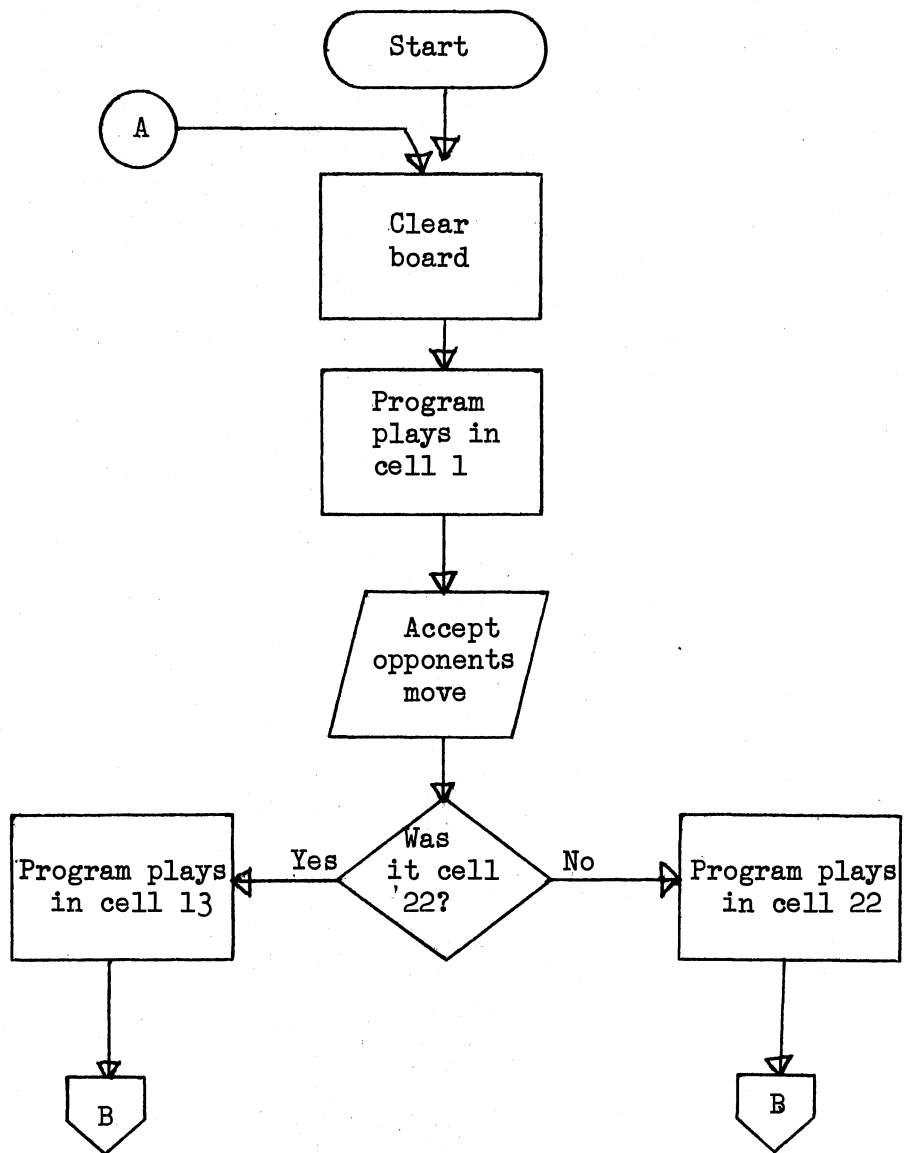 Start
A
Clear
board
Program
plays in
cell 1
Accept
opponents
move
Was
it cell
'22?
Yes
No
Program plays
in cell 13
Program plays
in cell 22
B
B